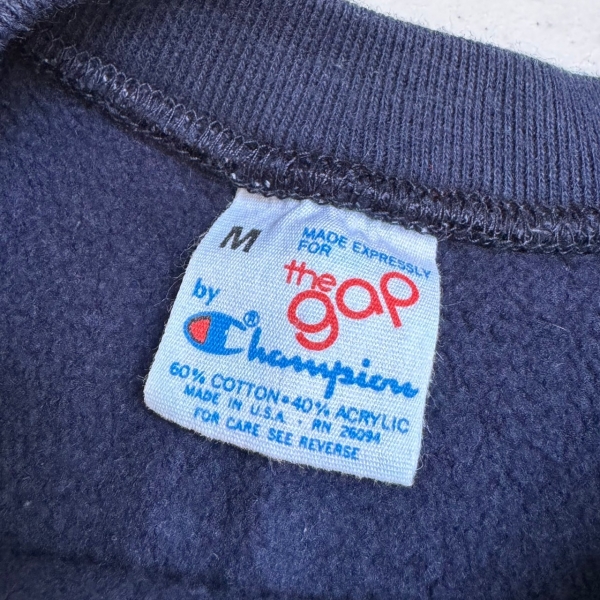 M
MADE EXPRESSLY
FOR
the
gap
by
Champion®
60% COTTON • 40% ACRYLIC
MADE IN U.S.A. • RN 26094
FOR CARE SEE REVERSE